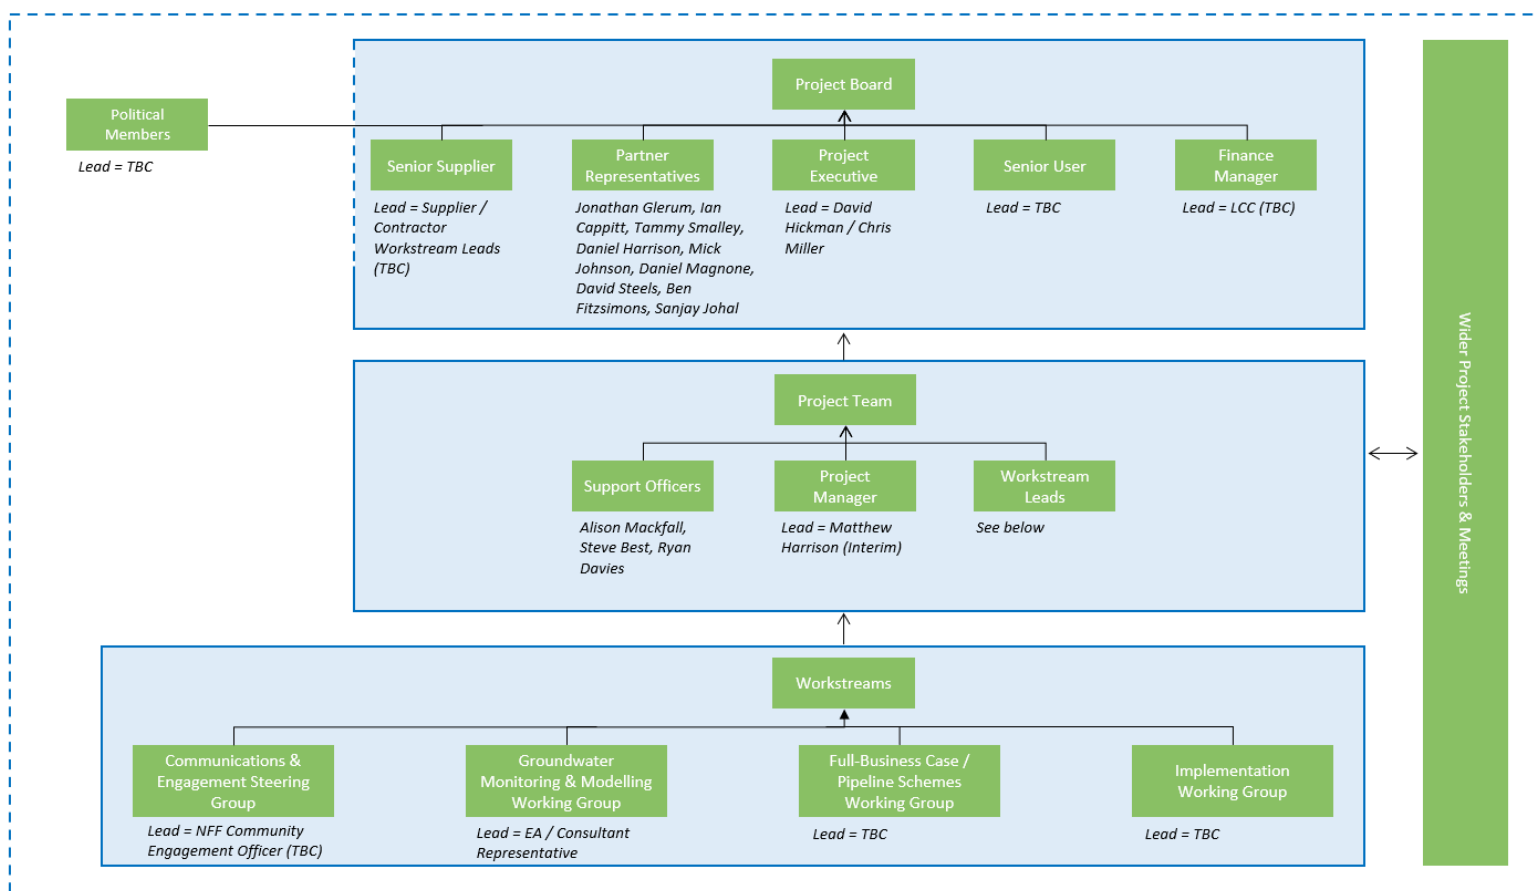 Project Board
Political
Members
Lead = TBC
Senior Supplier
Lead = Supplier /
Contractor
Workstream Leads
(TBC)
Partner
Representatives
Jonathan Glerum, Ian
Cappitt, Tammy Smalley,
Daniel Harrison, Mick
Johnson, Daniel Magnone,
David Steels, Ben
Fitzsimons, Sanjay Johal
Project
Executive
Lead = David
Hickman / Chris
Miller
Senior User
Lead = TBC
Finance
Manager
Lead = LCC (TBC)
Project Team
Support Officers
Alison Mackfall,
Steve Best, Ryan
Davies
Project
Manager
Lead = Matthew
Harrison (Interim)
Workstream
Leads
See below
Wider Project Stakeholders & Meetings
Workstreams
Communications &
Engagement Steering
Group
Lead = NFF Community
Engagement Officer (TBC)
Groundwater
Monitoring & Modelling
Working Group
Lead = EA / Consultant
Representative
Full-Business Case /
Pipeline Schemes
Working Group
Lead = TBC
Implementation
Working Group
Lead = TBC